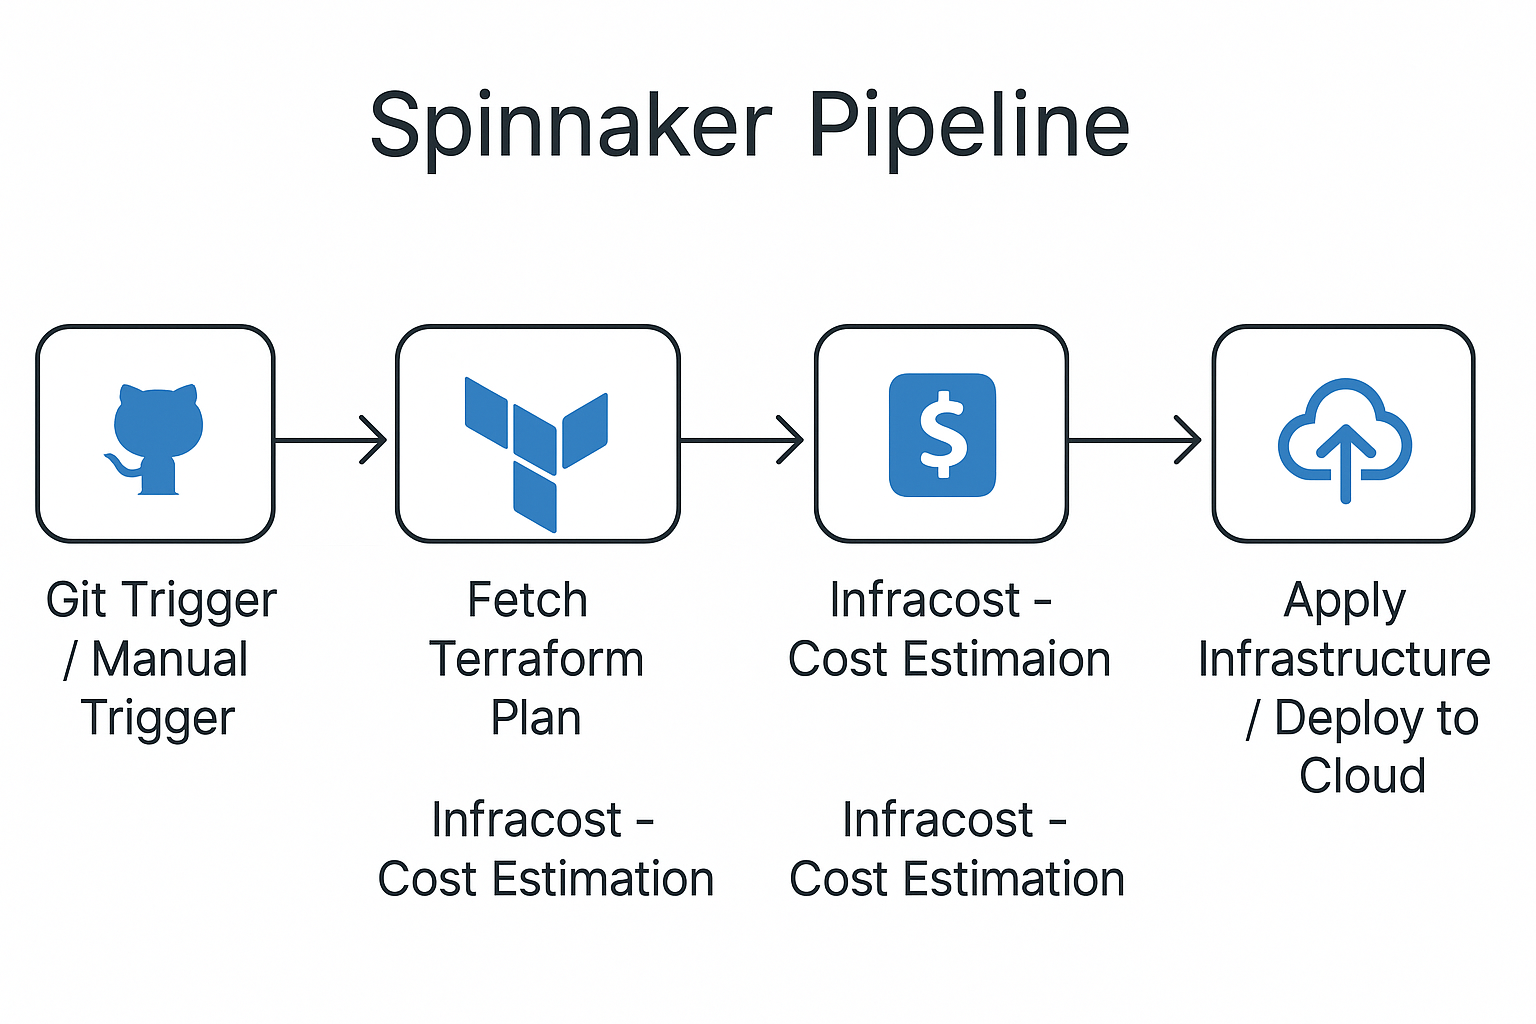 Spinnaker Pipeline
Git Trigger
/ Manual
Trigger
Fetch
Terraform
Plan
Infracost -
Cost Estimaion
Apply
Infrastructure
/ Deploy to
Cloud
Infracost -
Cost Estimation
Infracost -
Cost Estimation
$